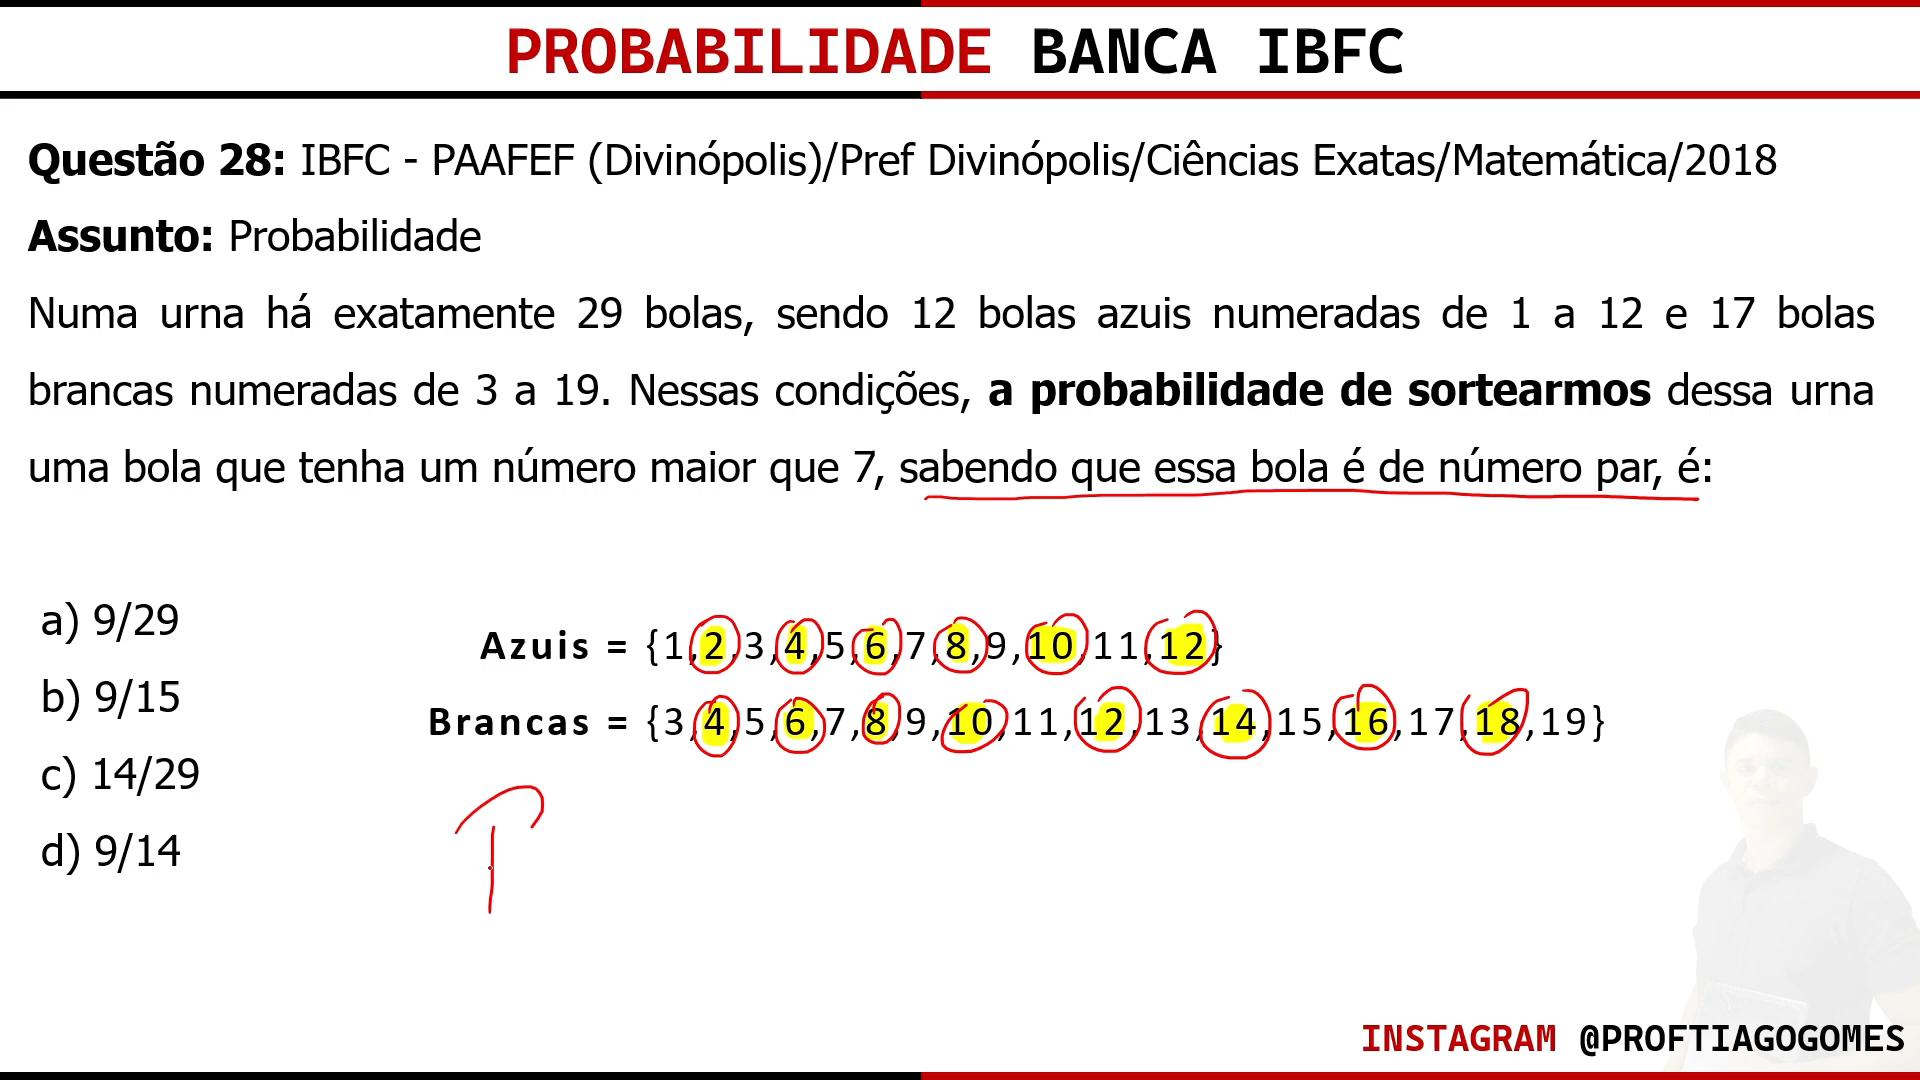 PROBABILIDADE BANCA IBFC
Questão 28: IBFC - PAAFEF (Divinópolis)/Pref Divinópolis/Ciências Exatas/Matemática/2018
Assunto: Probabilidade
Numa urna há exatamente 29 bolas, sendo 12 bolas azuis numeradas de 1 a 12 e 17 bolas
brancas numeradas de 3 a 19. Nessas condições, a probabilidade de sortearmos dessa urna
uma bola que tenha um número maior que 7, sabendo que essa bola é de número par, é:
a) 9/29
b) 9/15
c) 14/29
d) 9/14
Azuis = {1,2,3,4,5,6,7,8,9,10,11,12}
Brancas = {3,4,5,6,7,8,9,10,11,12,13,14,15,16,17,18,19}
P
INSTAGRAM @PROFTIAGOGOMES